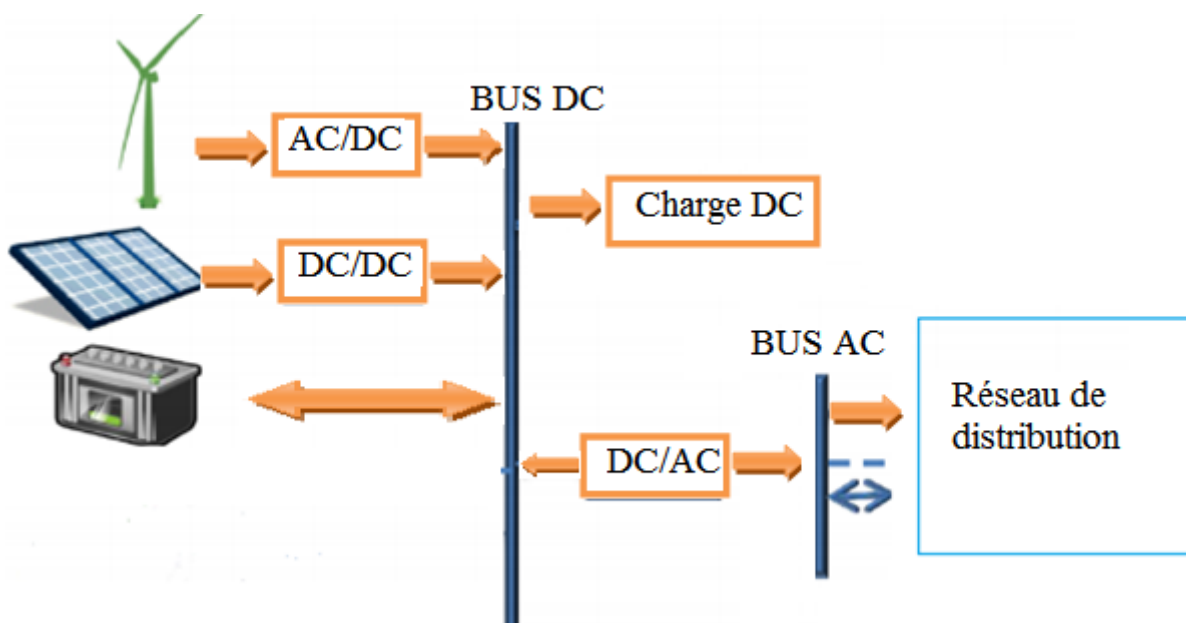 BUS DC
AC/DC
Charge DC
DC/DC
BUS AC
Réseau de
distribution
DC/AC